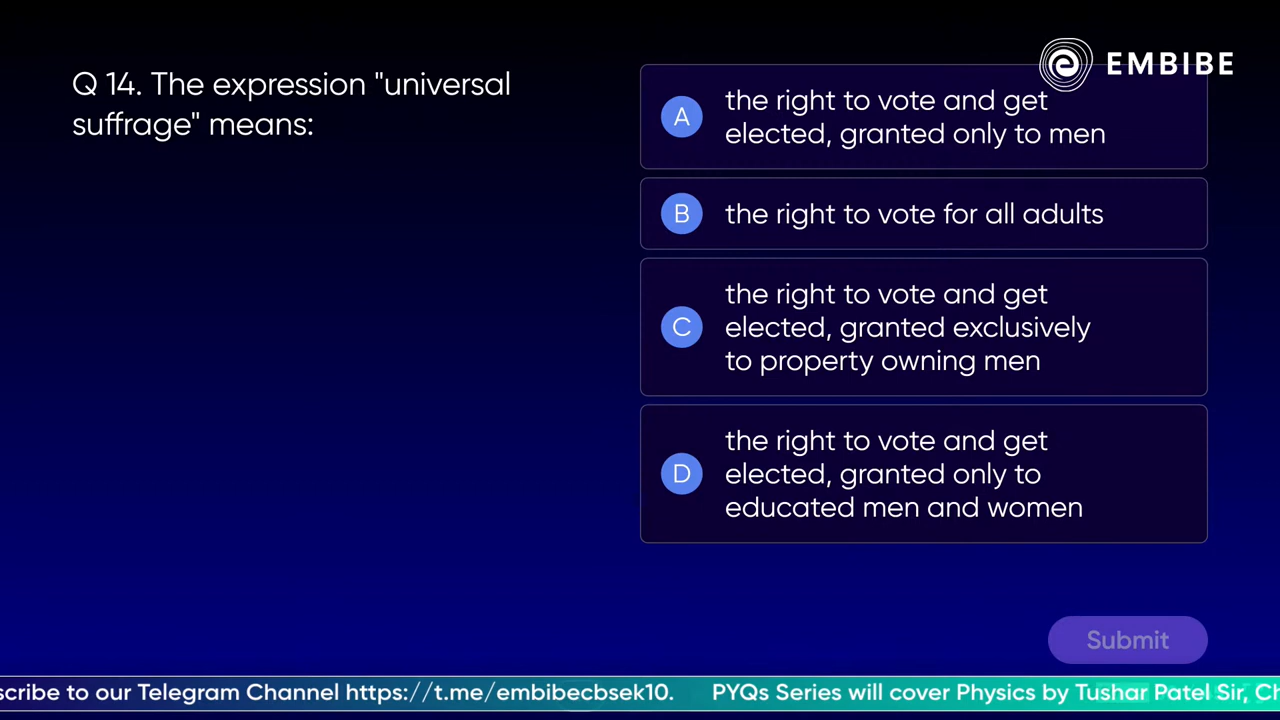 EMBIBE
Q 14. The expression "universal
suffrage" means:
A
the right to vote and get
elected, granted only to men
B
the right to vote for all adults
C
the right to vote and get
elected, granted exclusively
to property owning men
D
the right to vote and get
elected, granted only to
educated men and women
Submit
scribe to our Telegram Channel https://t.me/embibecbsek10. PYQs Series will cover Physics by Tushar Patel Sir, Ch